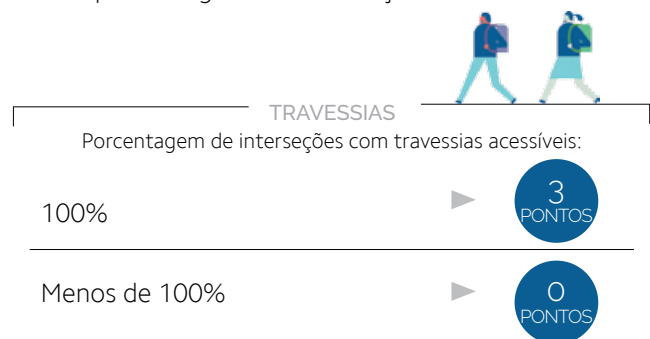 TRAVESSIAS
Porcentagem de interseções com travessias acessíveis:
100%
3
PONTOS
Menos de 100%
0
PONTOS